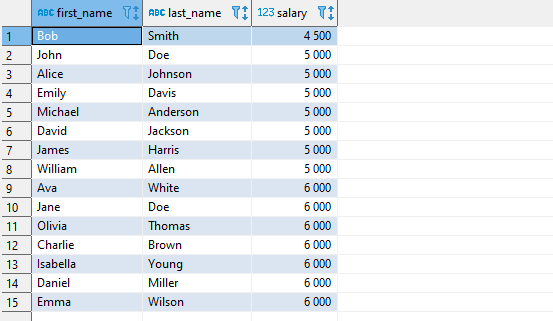 ABC first_name ABC last_name 123 salary
1 Bob Smith 4 500
2 John Doe 5 000
3 Alice Johnson 5 000
4 Emily Davis 5 000
5 Michael Anderson 5 000
6 David Jackson 5 000
7 James Harris 5 000
8 William Allen 5 000
9 Ava White 6 000
10 Jane Doe 6 000
11 Olivia Thomas 6 000
12 Charlie Brown 6 000
13 Isabella Young 6 000
14 Daniel Miller 6 000
15 Emma Wilson 6 000